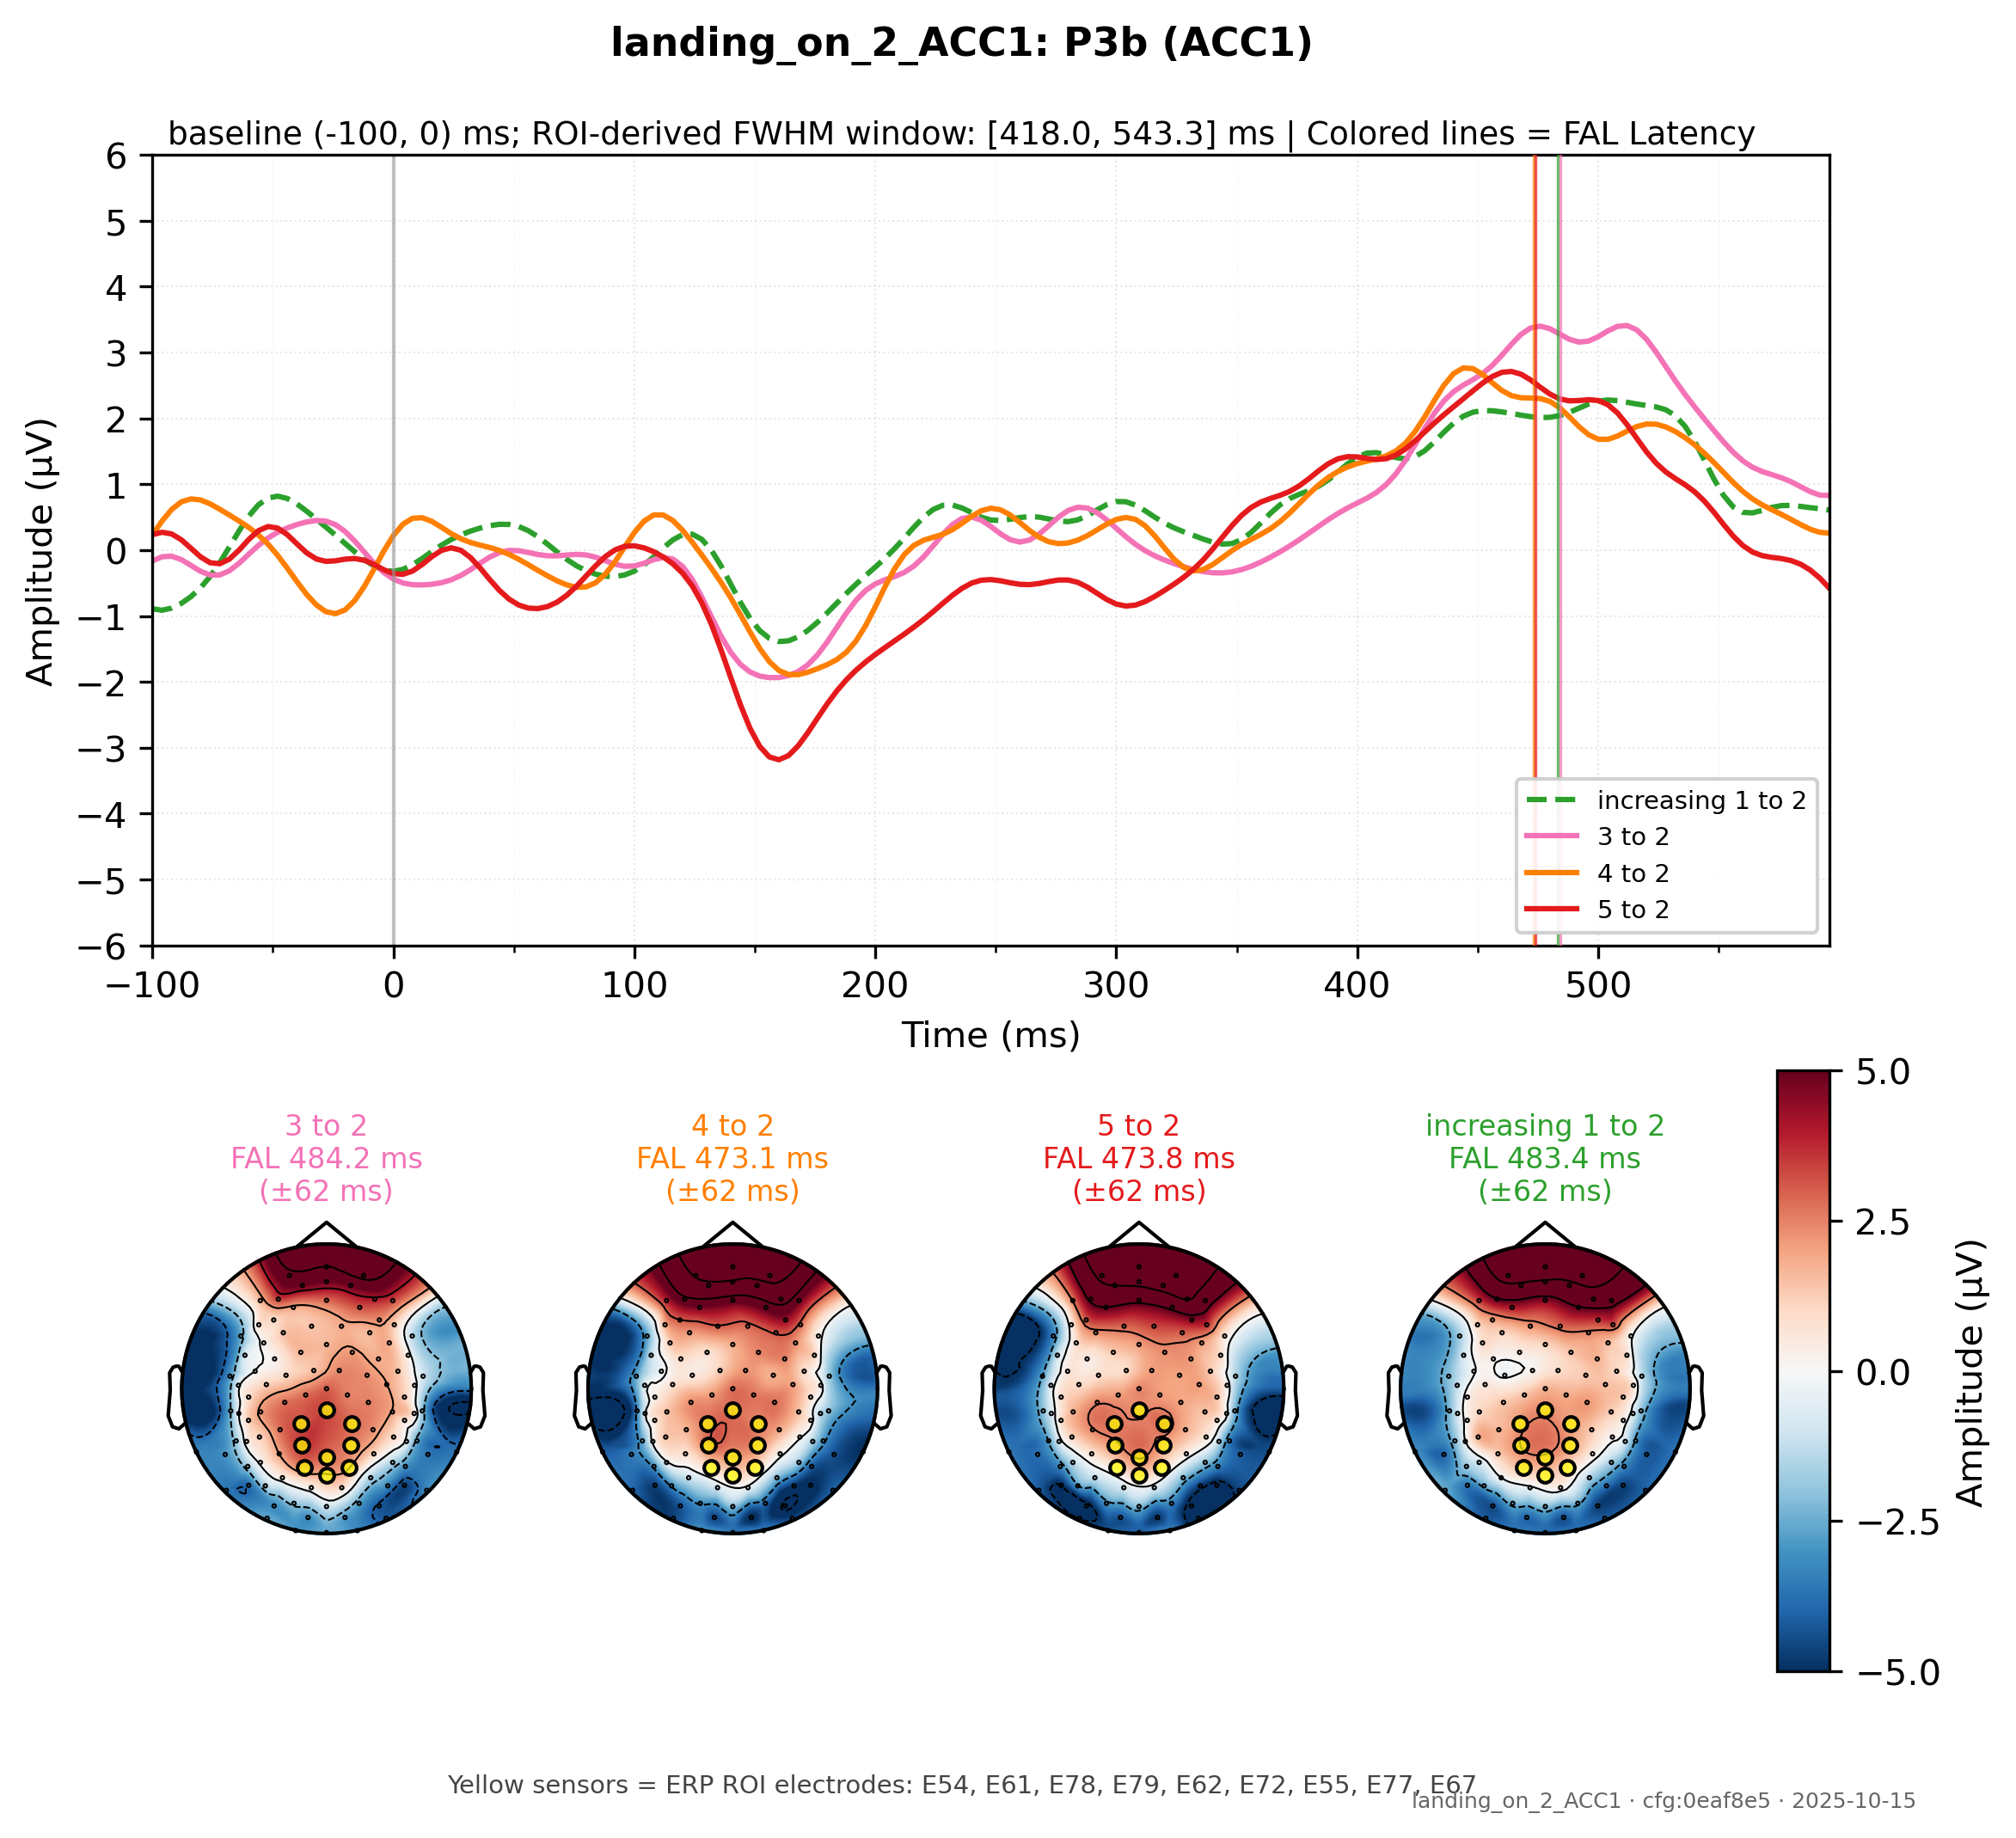 landing_on_2_ACC1: P3b (ACC1)
baseline (-100, 0) ms; ROI-derived FWHM window: [418.0, 543.3] ms | Colored lines = FAL Latency
Amplitude (µV)
6
5
4
3
2
1
0
−1
−2
−3
−4
−5
−6
increasing 1 to 2
3 to 2
4 to 2
5 to 2
−100 0 100 200 300 400 500
Time (ms)
3 to 2
FAL 484.2 ms
(±62 ms)
4 to 2
FAL 473.1 ms
(±62 ms)
5 to 2
FAL 473.8 ms
(±62 ms)
increasing 1 to 2
FAL 483.4 ms
(±62 ms)
5.0
2.5
0.0
−2.5
−5.0
Amplitude (µV)
Yellow sensors = ERP ROI electrodes: E54, E61, E78, E79, E62, E72, E55, E77, E67
landing_on_2_ACC1 · cfg:0eaf8e5 · 2025-10-15